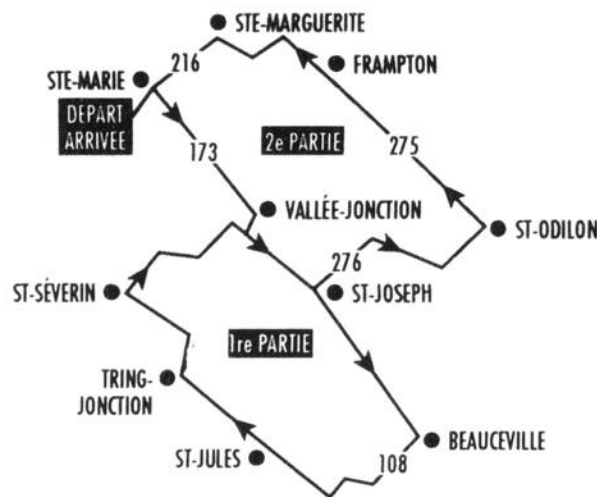 STE-MARGUERITE
216
FRAMPTON
STE-MARIE
DÉPART
ARRIVÉE
173
2e PARTIE
275
VALLÉE-JONCTION
ST-ODILON
276
ST-SÉVERIN
ST-JOSEPH
1re PARTIE
TRING-
JONCTION
BEAUCEVILLE
ST-JULES
108